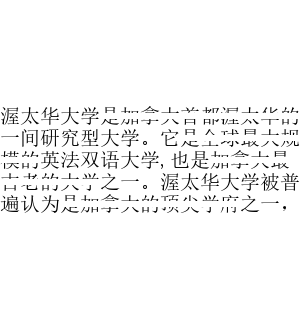 渥太华大学是加拿大首都渥太华的
一间研究型大学。它是全球最大规
模的英法双语大学,也是加拿大最
古老的大学之一。渥太华大学被普
遍认为是加拿大的顶尖学府之一，